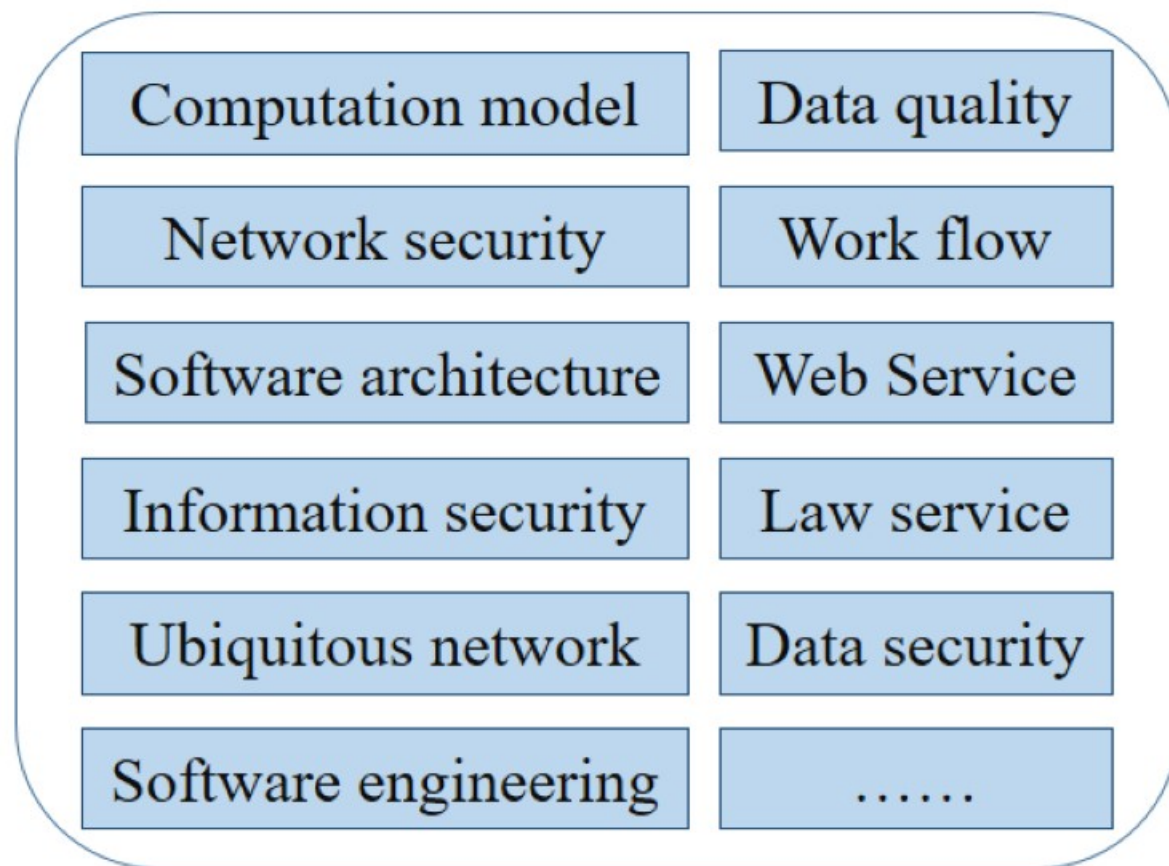 Computation model
Data quality
Network security
Work flow
Software architecture
Web Service
Information security
Law service
Ubiquitous network
Data security
Software engineering
……